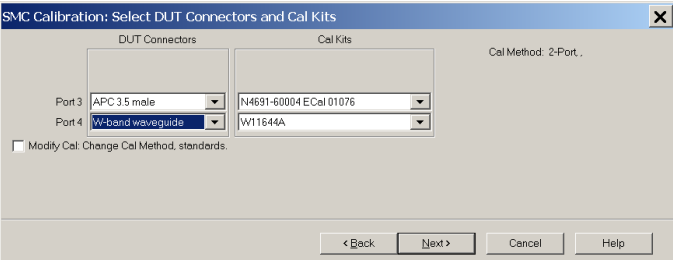 SMC Calibration: Select DUT Connectors and Cal Kits
DUT Connectors Cal Kits
Cal Method: 2-Port, ,
Port 3 APC 3.5 male N4691-60004 ECal 01076
Port 4 W-band waveguide W11644A
Modify Cal: Change Cal Method, standards.
< Back Next > Cancel Help